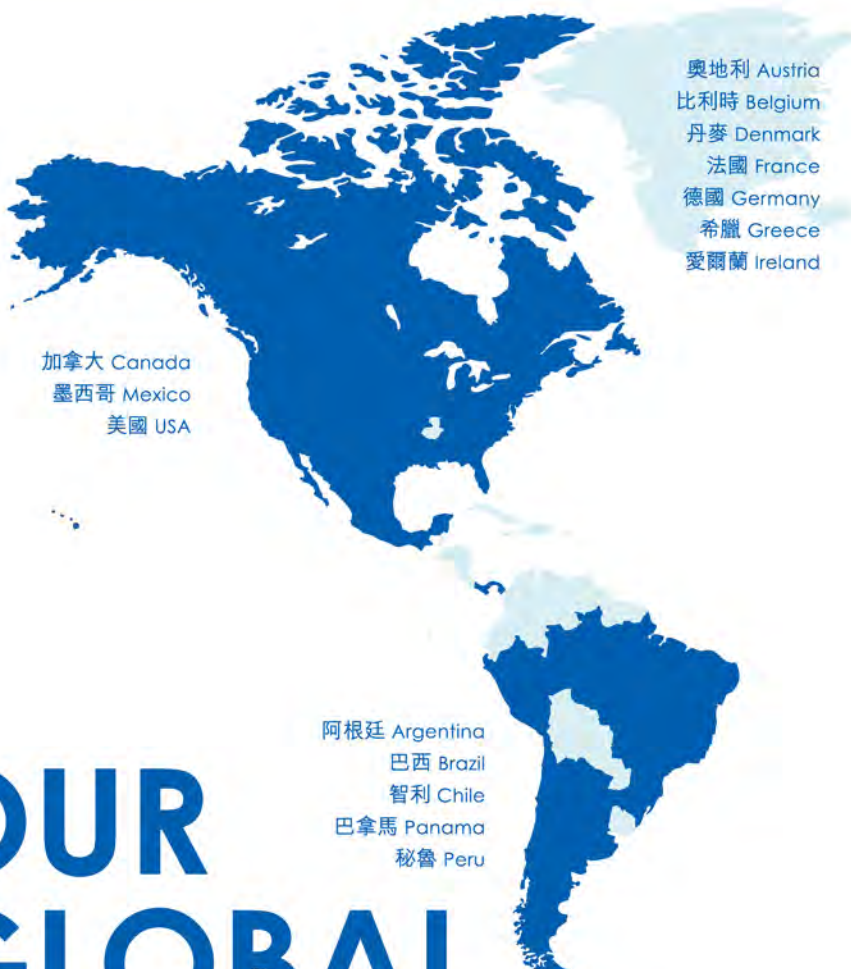 奧地利 Austria
比利時 Belgium
丹麥 Denmark
法國 France
德國 Germany
希臘 Greece
愛爾蘭 Ireland
加拿大 Canada
墨西哥 Mexico
美國 USA
阿根廷 Argentina
巴西 Brazil
智利 Chile
巴拿馬 Panama
秘魯 Peru
OUR
GLOBAL